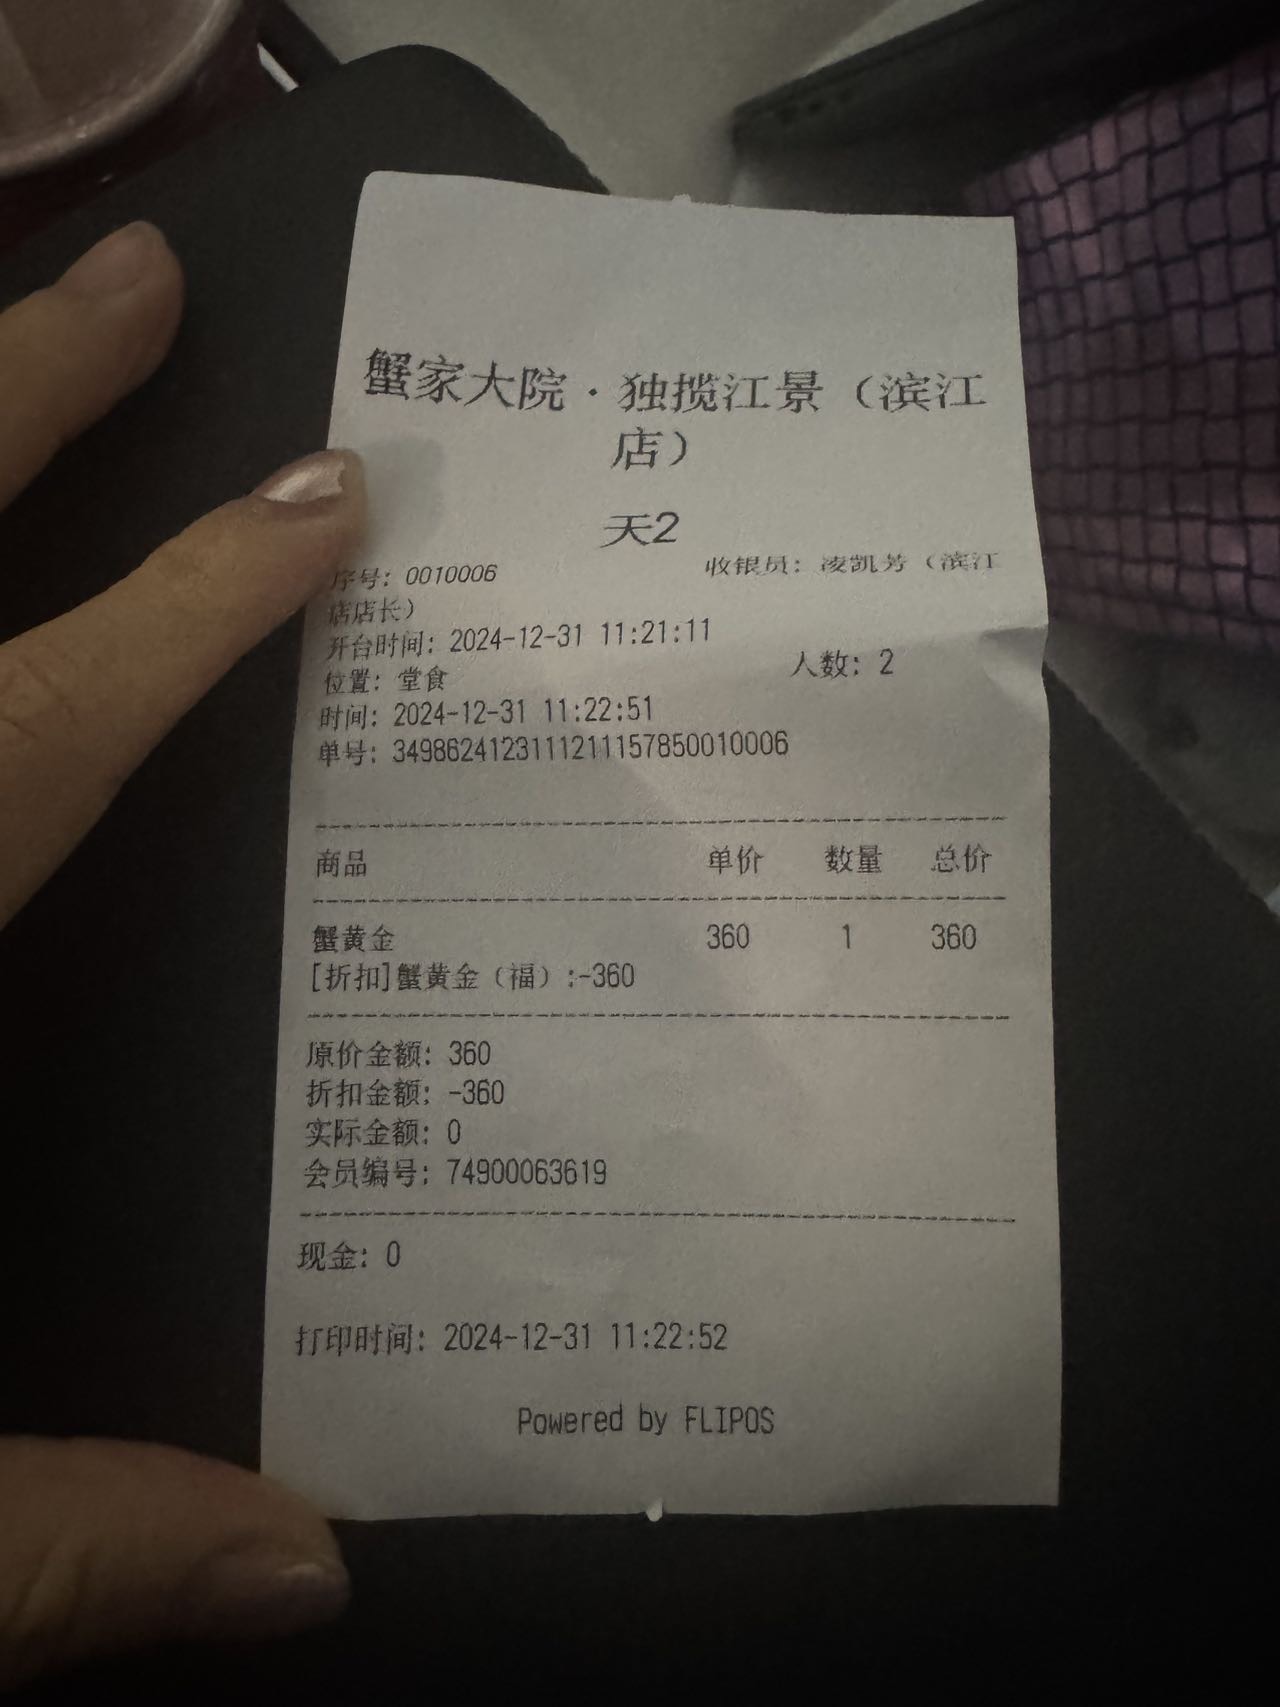 蟹家大院·独揽江景（滨江
店）
天2
序号: 0010006 收银员: 凌凯芳（滨江
店店长）
开台时间: 2024-12-31 11:21:11
位置: 堂食 人数: 2
时间: 2024-12-31 11:22:51
单号: 3498624123111211157850010006
商品 单价 数量 总价
蟹黄金 360 1 360
[折扣]蟹黄金（福）:-360
原价金额: 360
折扣金额: -360
实际金额: 0
会员编号: 74900063619
现金: 0
打印时间: 2024-12-31 11:22:52
Powered by FLIPOS